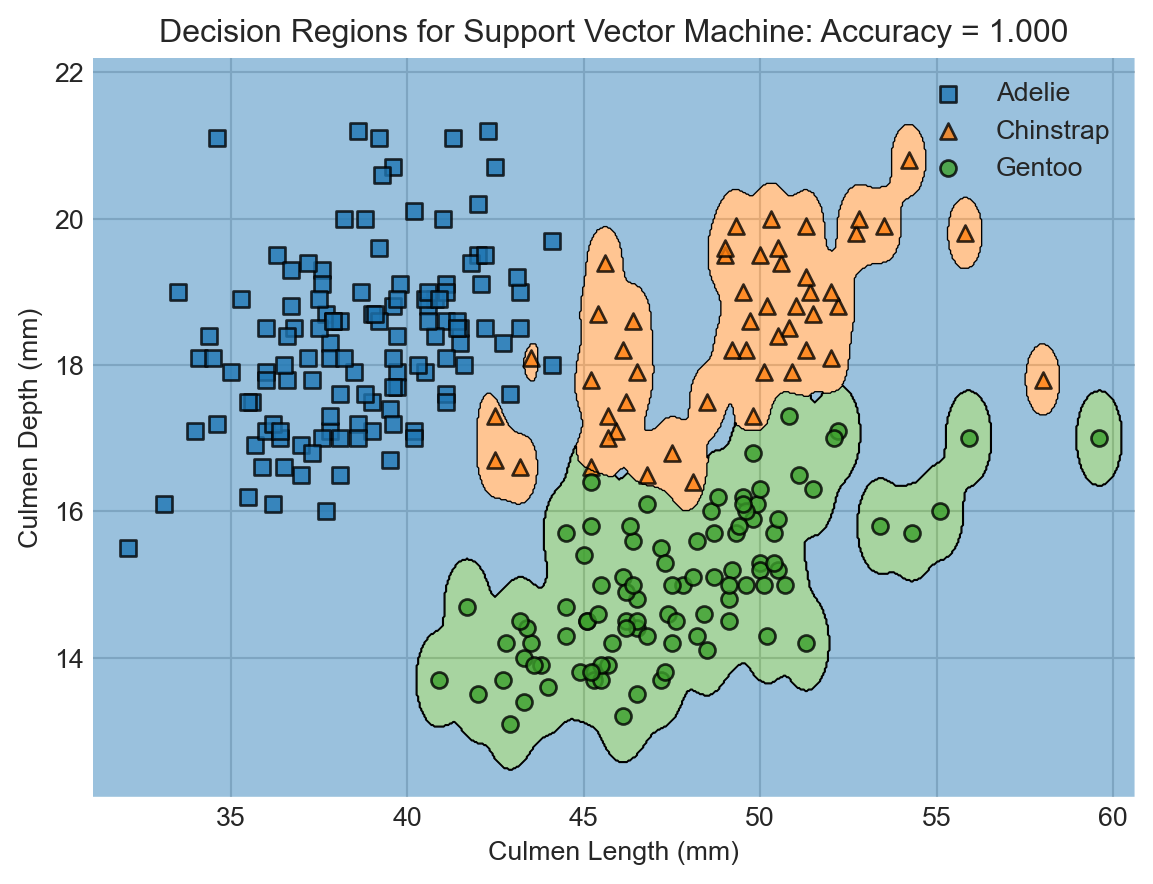 Decision Regions for Support Vector Machine: Accuracy = 1.000
22
20
18
16
14
Culmen Depth (mm)
Adelie
Chinstrap
Gentoo
35
40
45
50
55
60
Culmen Length (mm)